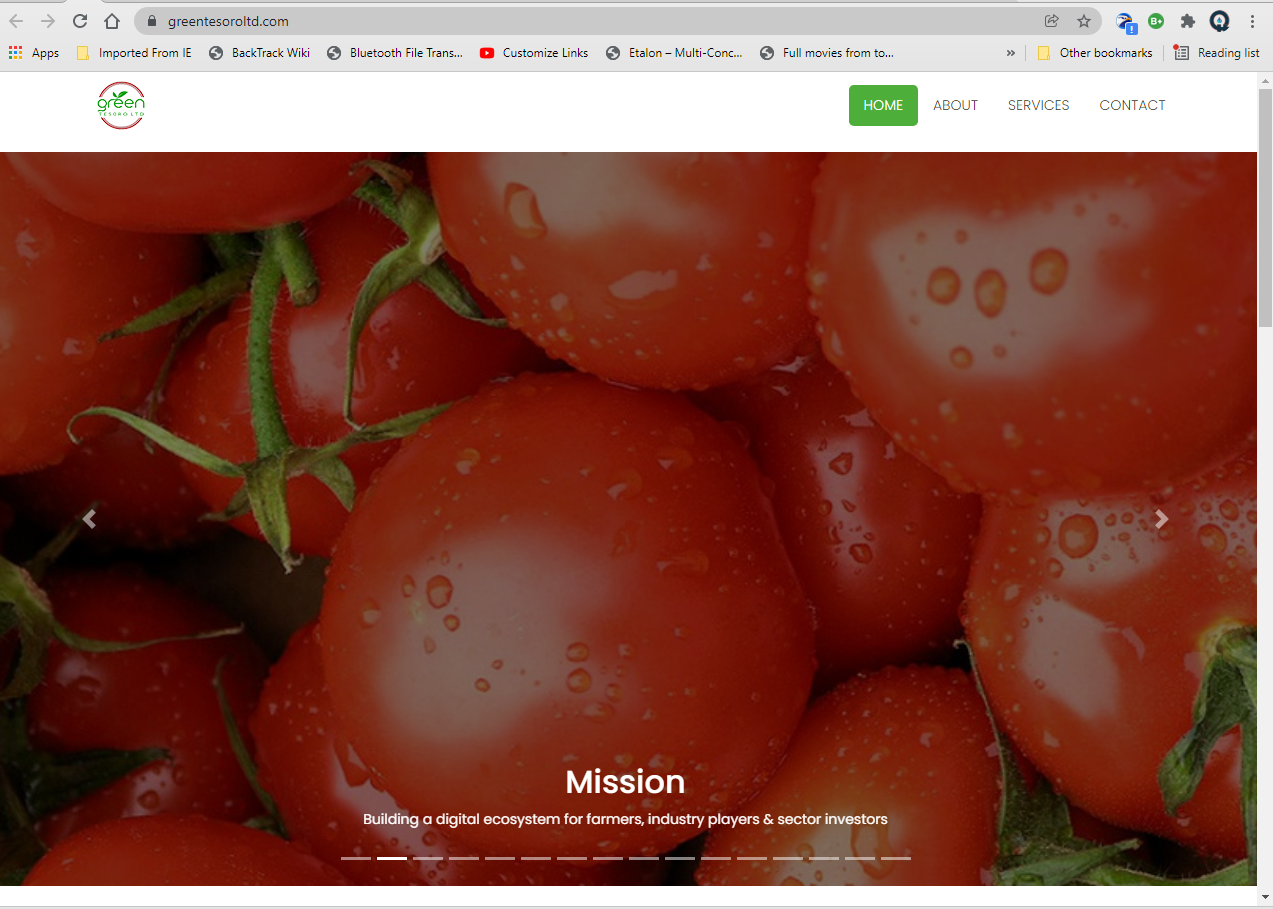 greentesoroltd.com
Apps Imported From IE BackTrack Wiki Bluetooth File Trans... Customize Links Etalon – Multi-Conc... Full movies from to... » Other bookmarks Reading list
green
TESORO LTD
HOME ABOUT SERVICES CONTACT
Mission
Building a digital ecosystem for farmers, industry players & sector investors